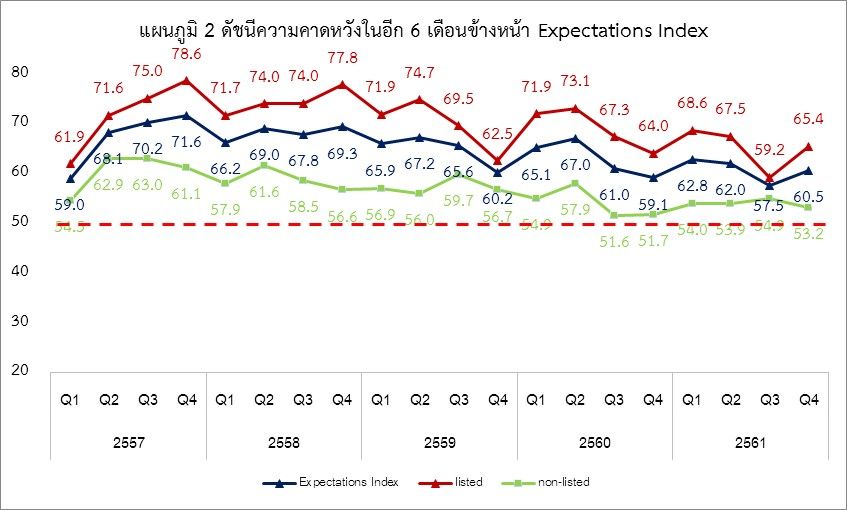 แผนภูมิ 2 ดัชนีความคาดหวังในอีก 6 เดือนข้างหน้า Expectations Index
80
70
60
50
40
30
20
61.9 71.6 75.0 78.6 71.7 74.0 74.0 77.8 71.9 74.7 69.5 62.5 71.9 73.1 67.3 64.0 68.6 67.5 59.2 65.4
59.0 68.1 70.2 71.6 66.2 69.0 67.8 69.3 65.9 67.2 65.6 60.2 65.1 67.0 61.0 59.1 62.8 62.0 57.5 60.5
54.5 62.9 63.0 61.1 57.9 61.6 58.5 56.6 56.9 56.0 59.7 56.7 54.9 57.9 51.6 51.7 54.0 53.9 54.9 53.2
Q1 Q2 Q3 Q4 Q1 Q2 Q3 Q4 Q1 Q2 Q3 Q4 Q1 Q2 Q3 Q4 Q1 Q2 Q3 Q4
2557 2558 2559 2560 2561
Expectations Index listed non-listed